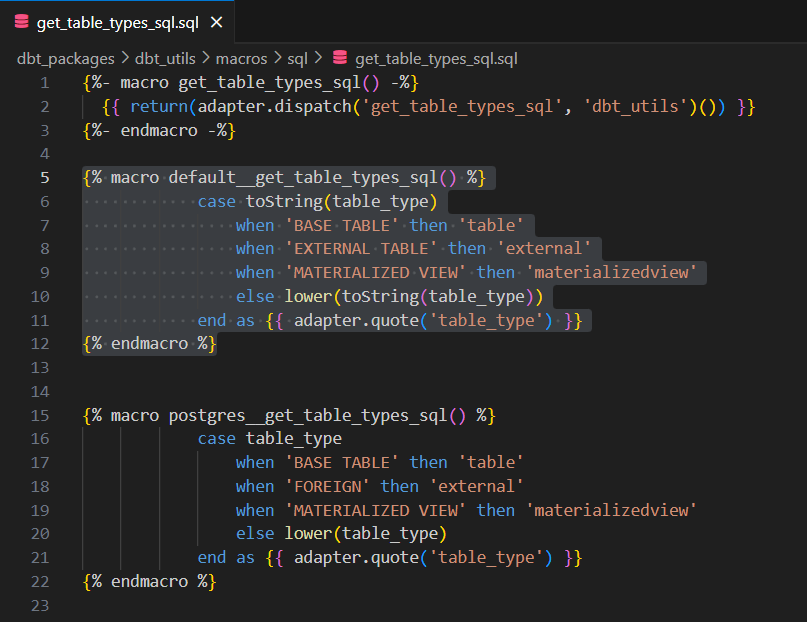 get_table_types_sql.sql ×
dbt_packages > dbt_utils > macros > sql > get_table_types_sql.sql
1 {%- macro get_table_types_sql() -%}
2   {{ return(adapter.dispatch('get_table_types_sql', 'dbt_utils')()) }}
3 {%- endmacro -%}
4
5 {% macro default__get_table_types_sql() %}
6             case toString(table_type)
7                 when 'BASE TABLE' then 'table'
8                 when 'EXTERNAL TABLE' then 'external'
9                 when 'MATERIALIZED VIEW' then 'materializedview'
10                 else lower(toString(table_type))
11             end as {{ adapter.quote('table_type') }}
12 {% endmacro %}
13
14
15 {% macro postgres__get_table_types_sql() %}
16             case table_type
17                 when 'BASE TABLE' then 'table'
18                 when 'FOREIGN' then 'external'
19                 when 'MATERIALIZED VIEW' then 'materializedview'
20                 else lower(table_type)
21             end as {{ adapter.quote('table_type') }}
22 {% endmacro %}
23